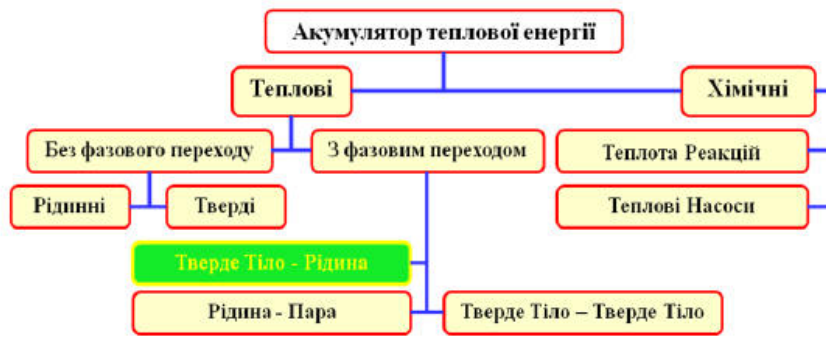 Акумулятор теплової енергії
Теплові
Хімічні
Без фазового переходу
З фазовим переходом
Теплота Реакцій
Рідинні
Тверді
Теплові Насоси
Тверде Тіло - Рідина
Рідина - Пара
Тверде Тіло – Тверде Тіло